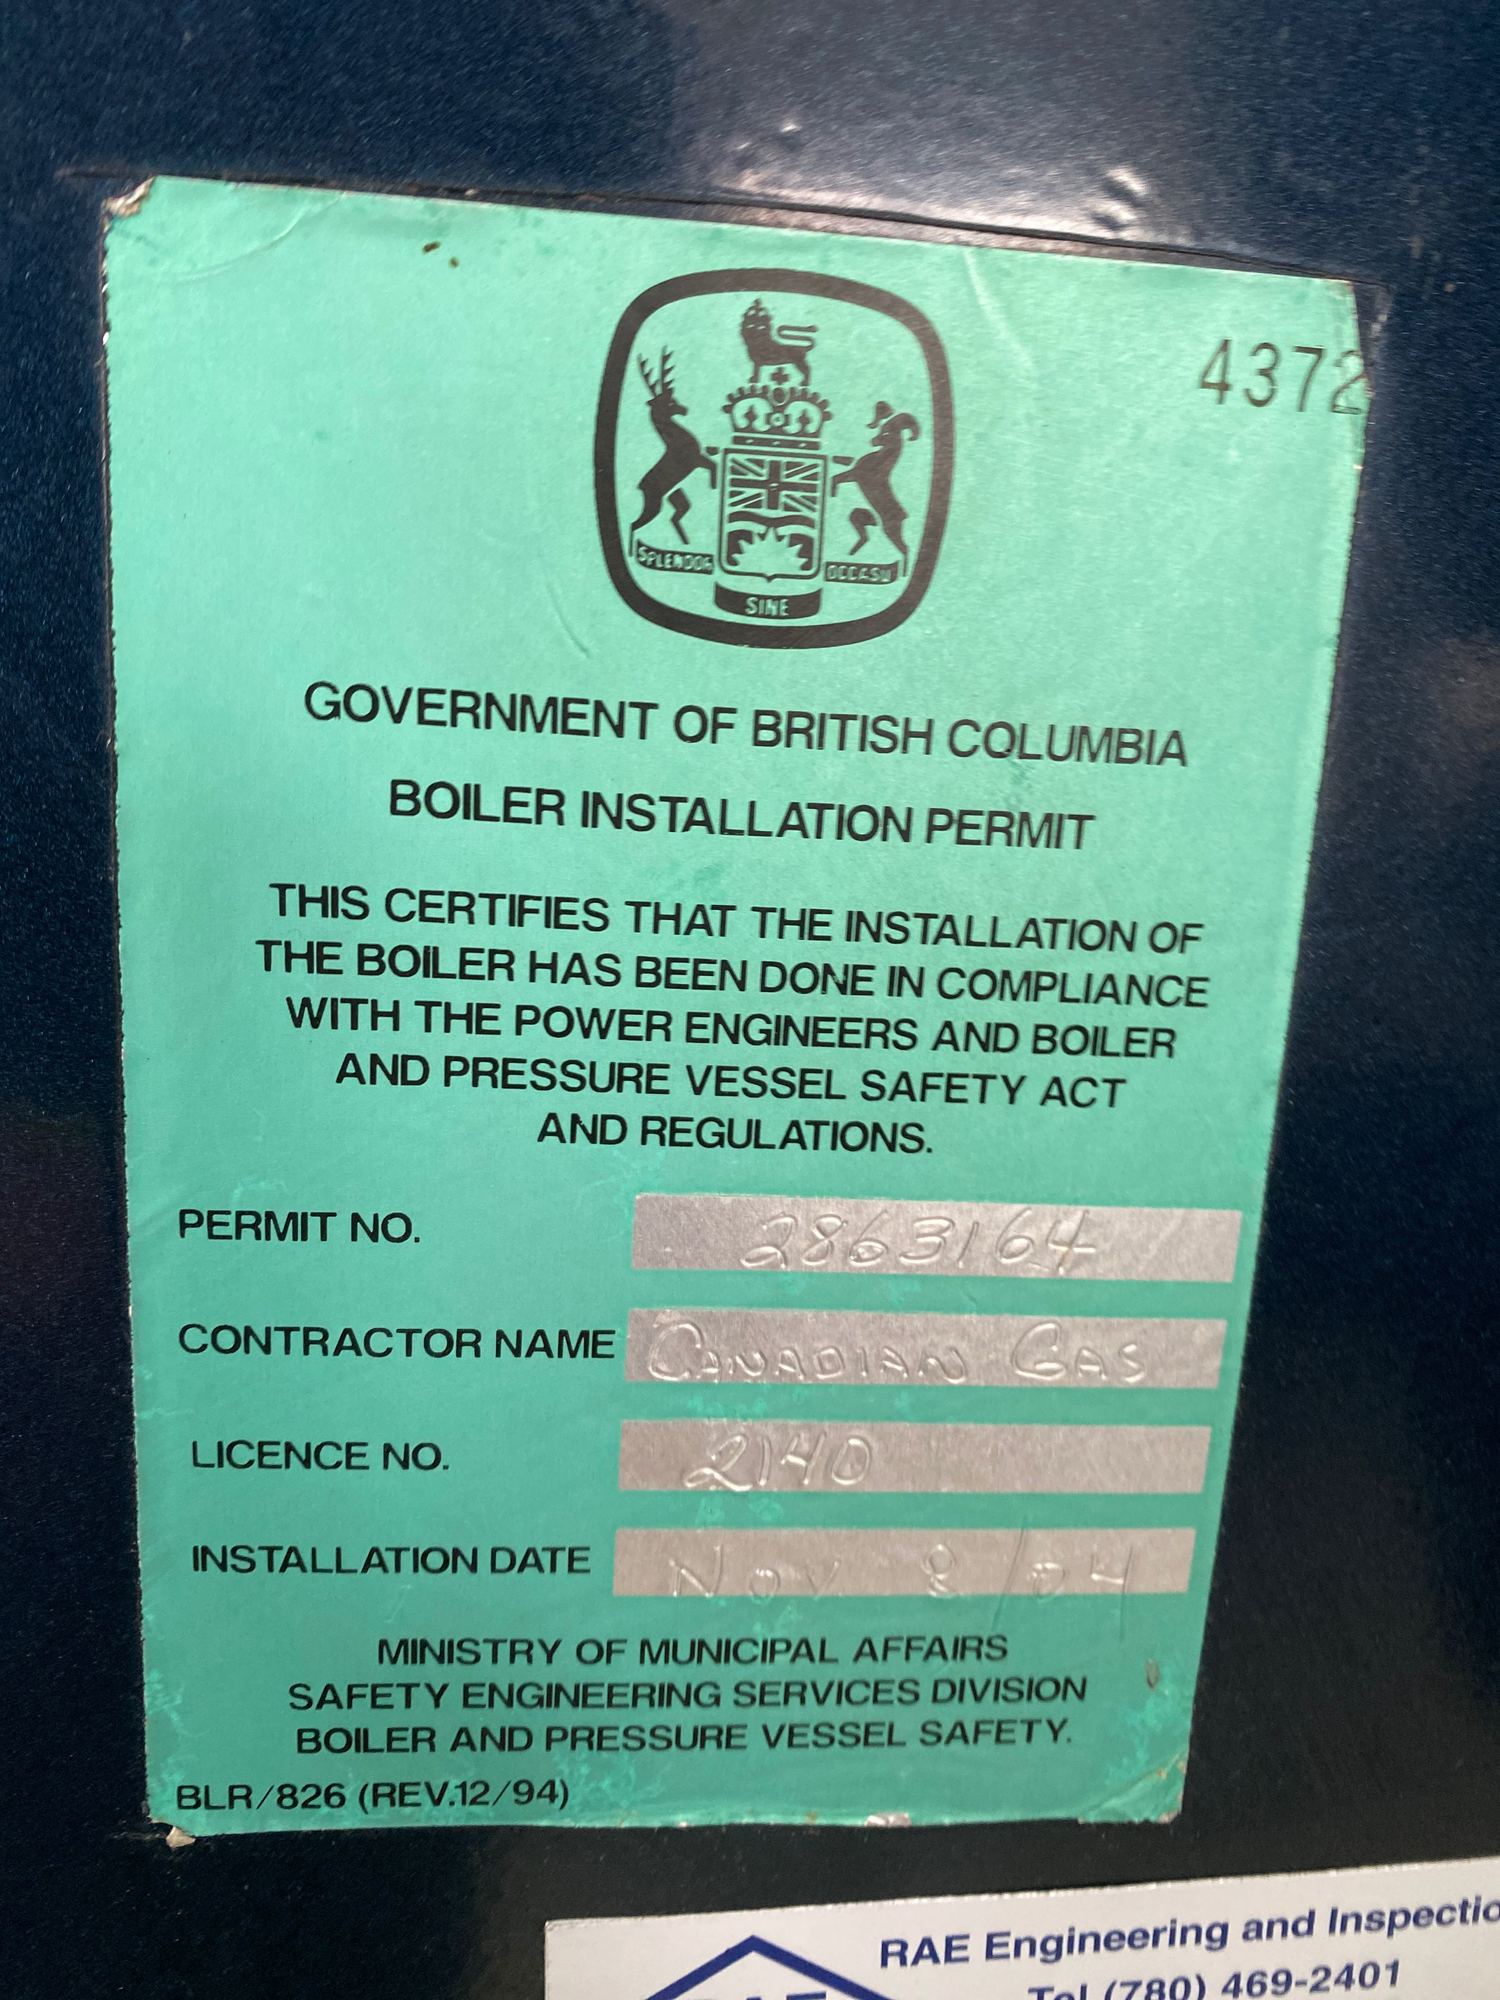 4372
SPLENDOR SINE OCCASU
GOVERNMENT OF BRITISH COLUMBIA
BOILER INSTALLATION PERMIT
THIS CERTIFIES THAT THE INSTALLATION OF
THE BOILER HAS BEEN DONE IN COMPLIANCE
WITH THE POWER ENGINEERS AND BOILER
AND PRESSURE VESSEL SAFETY ACT
AND REGULATIONS.
PERMIT NO. 2863164
CONTRACTOR NAME CANADIAN GAS
LICENCE NO. 2140
INSTALLATION DATE NOV 8/04
MINISTRY OF MUNICIPAL AFFAIRS
SAFETY ENGINEERING SERVICES DIVISION
BOILER AND PRESSURE VESSEL SAFETY.
BLR/826 (REV.12/94)
RAE Engineering and Inspectio
Tel (780) 469-2401